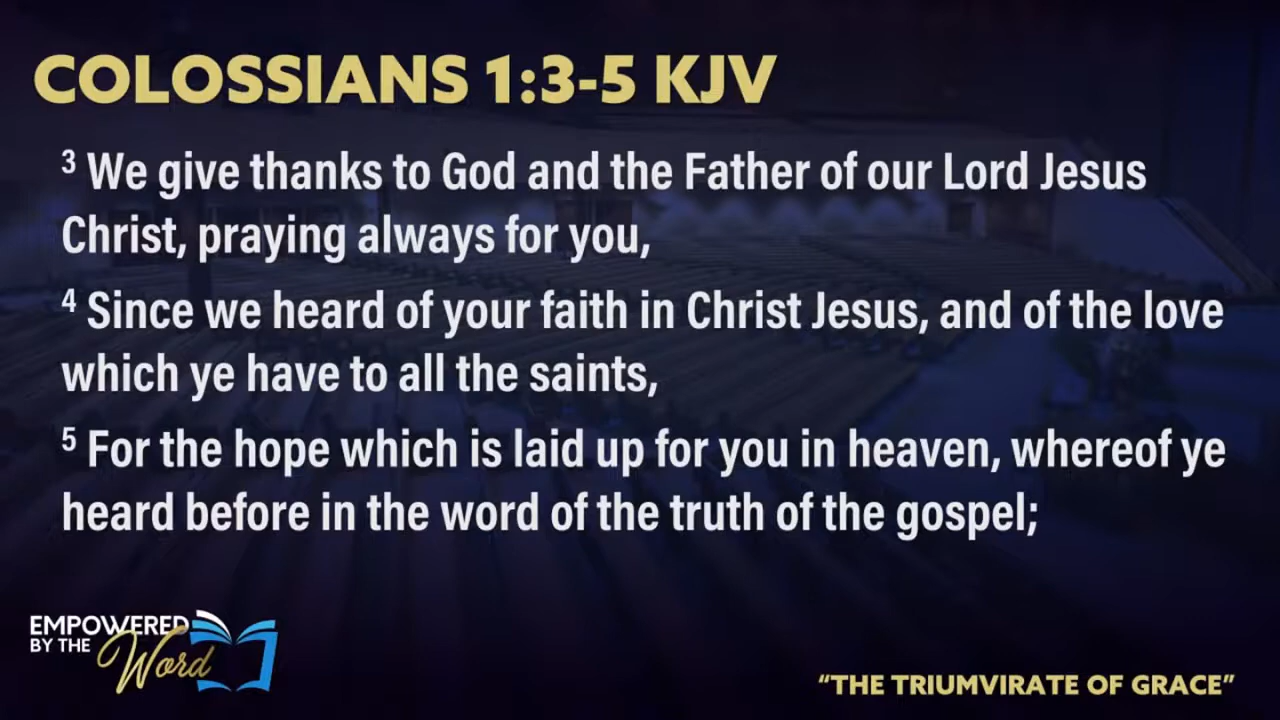 COLOSSIANS 1:3-5 KJV
3 We give thanks to God and the Father of our Lord Jesus
Christ, praying always for you,
4 Since we heard of your faith in Christ Jesus, and of the love
which ye have to all the saints,
5 For the hope which is laid up for you in heaven, whereof ye
heard before in the word of the truth of the gospel;
EMPOWERED
BY THE
Word
“THE TRIUMVIRATE OF GRACE”